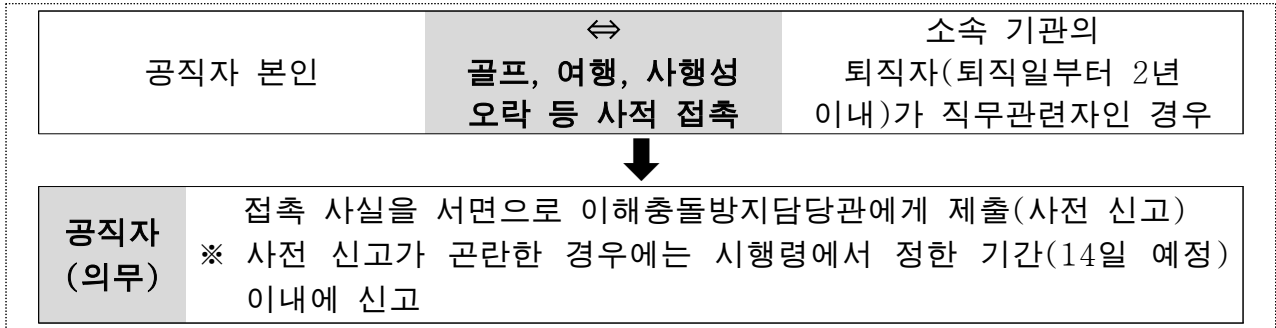 공직자 본인
⇔
골프, 여행, 사행성
오락 등 사적 접촉
소속 기관의
퇴직자(퇴직일부터 2년
이내)가 직무관련자인 경우
공직자
(의무)
접촉 사실을 서면으로 이해충돌방지담당관에게 제출(사전 신고)
※ 사전 신고가 곤란한 경우에는 시행령에서 정한 기간(14일 예정)
이내에 신고